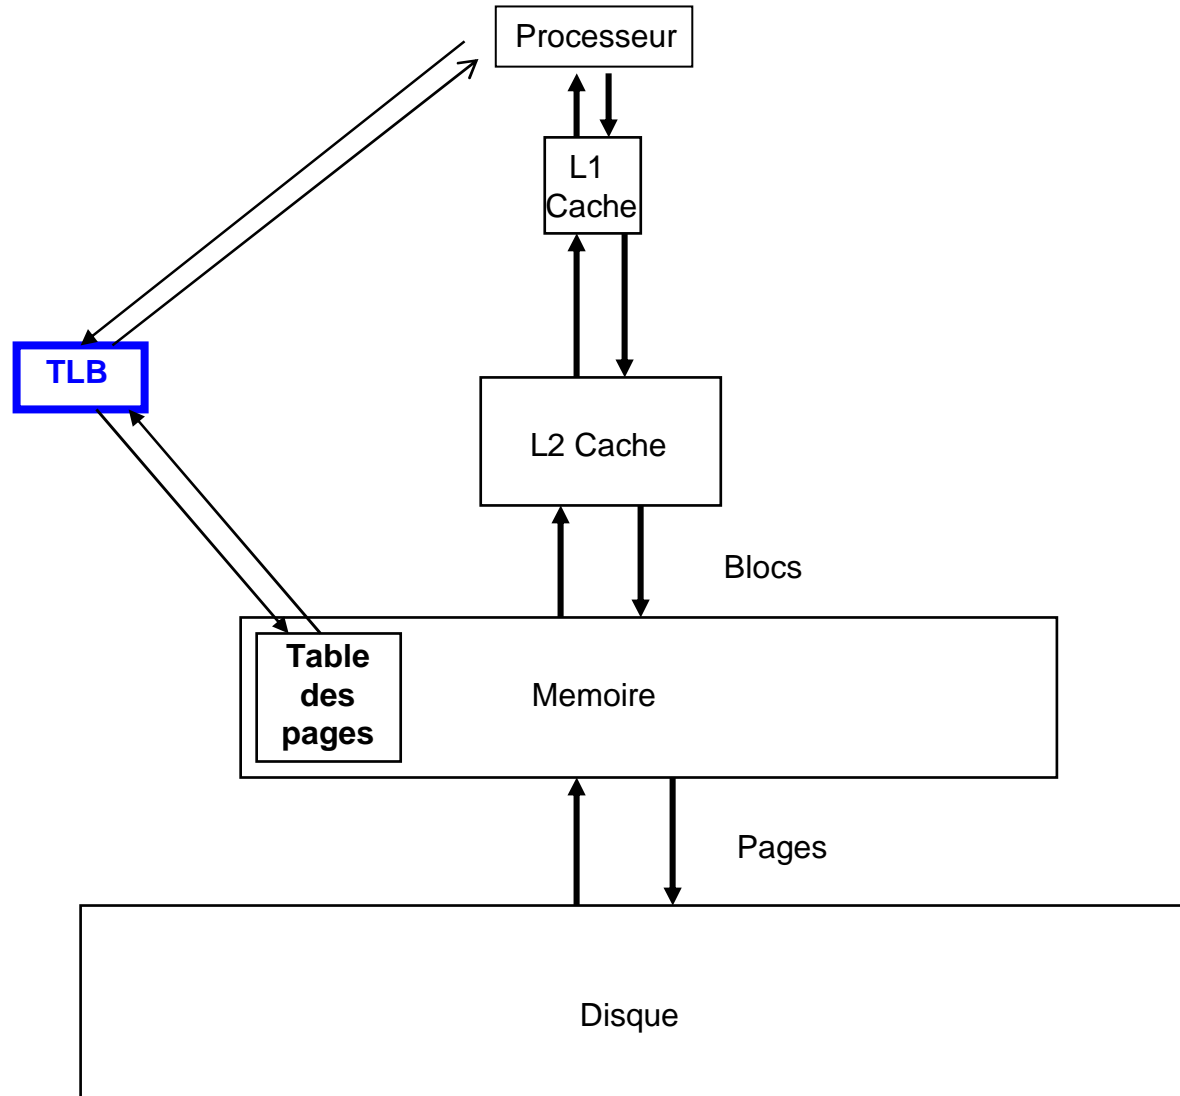 Processeur
L1
Cache
TLB
L2 Cache
Blocs
Table
des
pages
Memoire
Pages
Disque